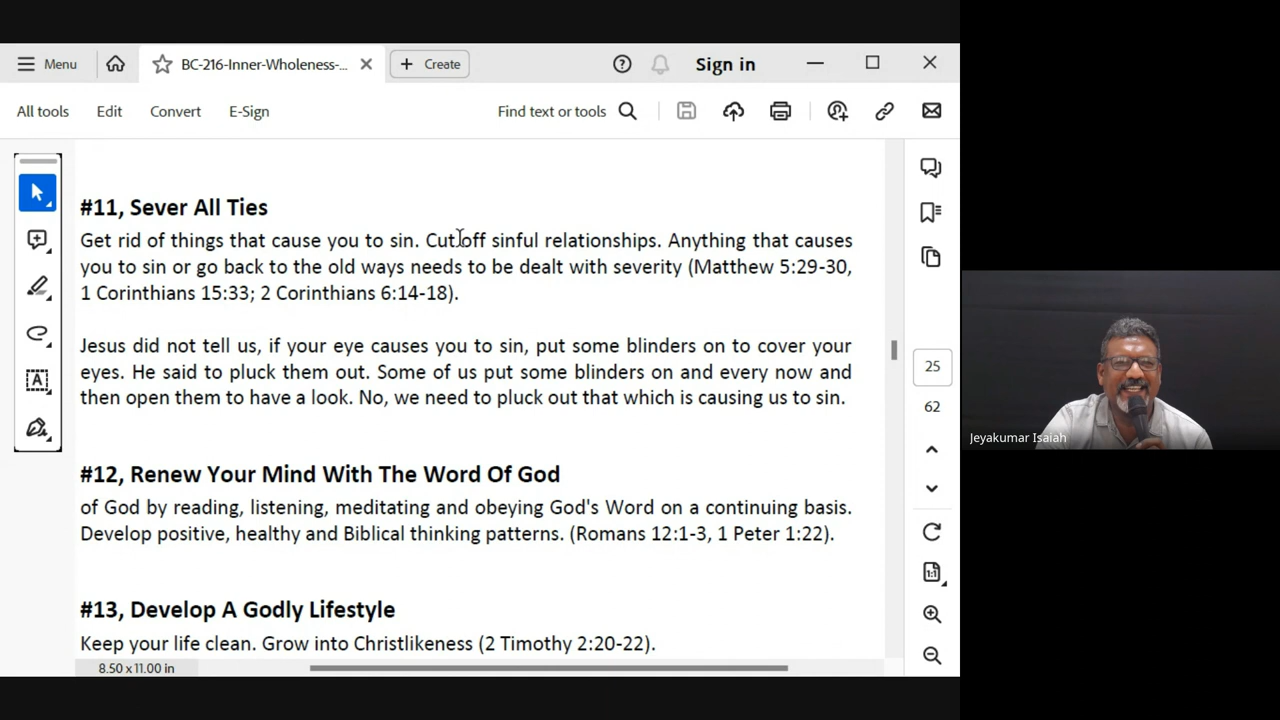 Menu
BC-216-Inner-Wholeness-...
Create
Sign in
All tools
Edit
Convert
E-Sign
Find text or tools
#11, Sever All Ties
Get rid of things that cause you to sin. Cut off sinful relationships. Anything that causes
you to sin or go back to the old ways needs to be dealt with severity (Matthew 5:29-30,
1 Corinthians 15:33; 2 Corinthians 6:14-18).
Jesus did not tell us, if your eye causes you to sin, put some blinders on to cover your
eyes. He said to pluck them out. Some of us put some blinders on and every now and
then open them to have a look. No, we need to pluck out that which is causing us to sin.
#12, Renew Your Mind With The Word Of God
of God by reading, listening, meditating and obeying God's Word on a continuing basis.
Develop positive, healthy and Biblical thinking patterns. (Romans 12:1-3, 1 Peter 1:22).
#13, Develop A Godly Lifestyle
Keep your life clean. Grow into Christlikeness (2 Timothy 2:20-22).
8.50 x 11.00 in
25
62
1:1
Jeyakumar Isaiah